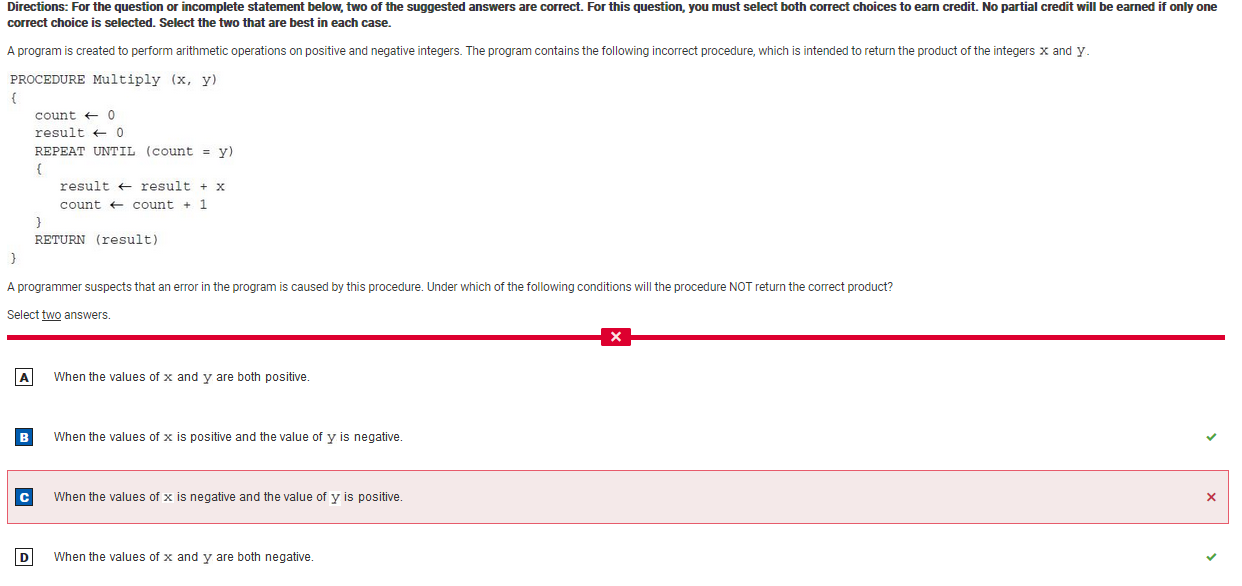 Directions: For the question or incomplete statement below, two of the suggested answers are correct. For this question, you must select both correct choices to earn credit. No partial credit will be earned if only one
correct choice is selected. Select the two that are best in each case.
A program is created to perform arithmetic operations on positive and negative integers. The program contains the following incorrect procedure, which is intended to return the product of the integers x and y.
PROCEDURE Multiply (x, y)
{
count ← 0
result ← 0
REPEAT UNTIL (count = y)
{
result ← result + x
count ← count + 1
}
RETURN (result)
}
A programmer suspects that an error in the program is caused by this procedure. Under which of the following conditions will the procedure NOT return the correct product?
Select two answers.
A When the values of x and y are both positive.
B When the values of x is positive and the value of y is negative.
C When the values of x is negative and the value of y is positive.
D When the values of x and y are both negative.